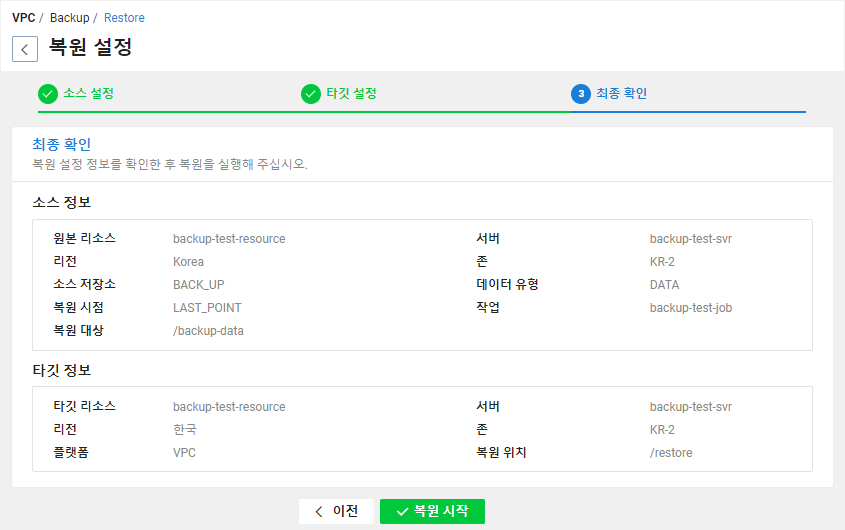 VPC / Backup / Restore
복원 설정
소스 설정 타깃 설정 3 최종 확인
최종 확인
복원 설정 정보를 확인한 후 복원을 실행해 주십시오.
소스 정보
원본 리소스 backup-test-resource 서버 backup-test-svr
리전 Korea 존 KR-2
소스 저장소 BACK_UP 데이터 유형 DATA
복원 시점 LAST_POINT 작업 backup-test-job
복원 대상 /backup-data
타깃 정보
타깃 리소스 backup-test-resource 서버 backup-test-svr
리전 한국 존 KR-2
플랫폼 VPC 복원 위치 /restore
이전 복원 시작